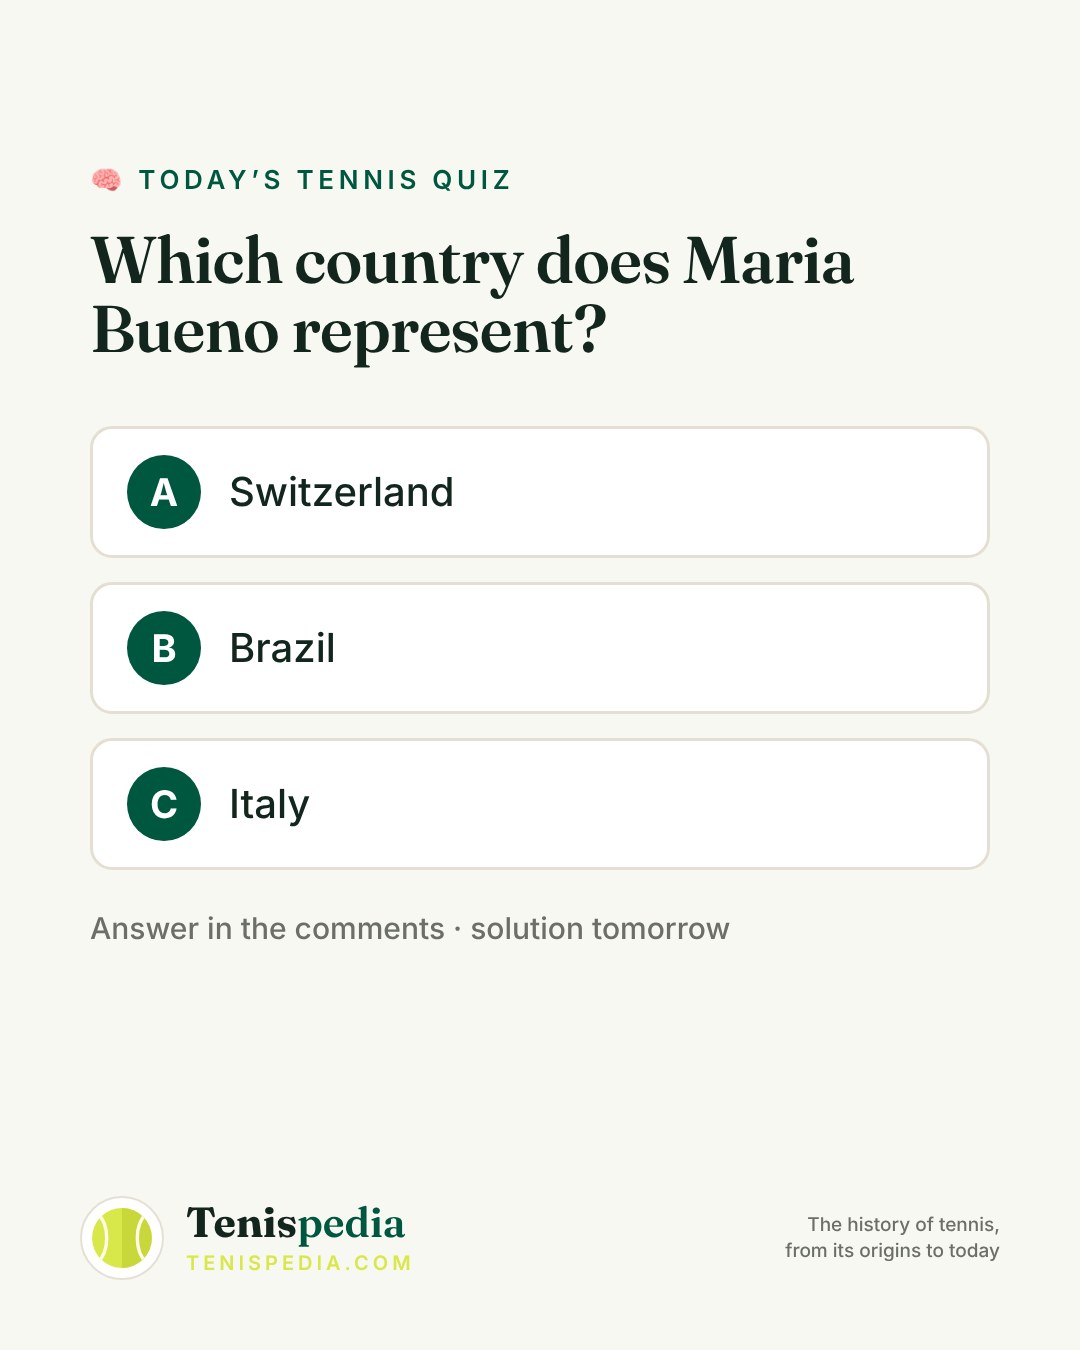 🧠 TODAY’S TENNIS QUIZ
Which country does Maria
Bueno represent?
A Switzerland
B Brazil
C Italy
Answer in the comments · solution tomorrow
Tenispedia
TENISPEDIA.COM
The history of tennis,
from its origins to today